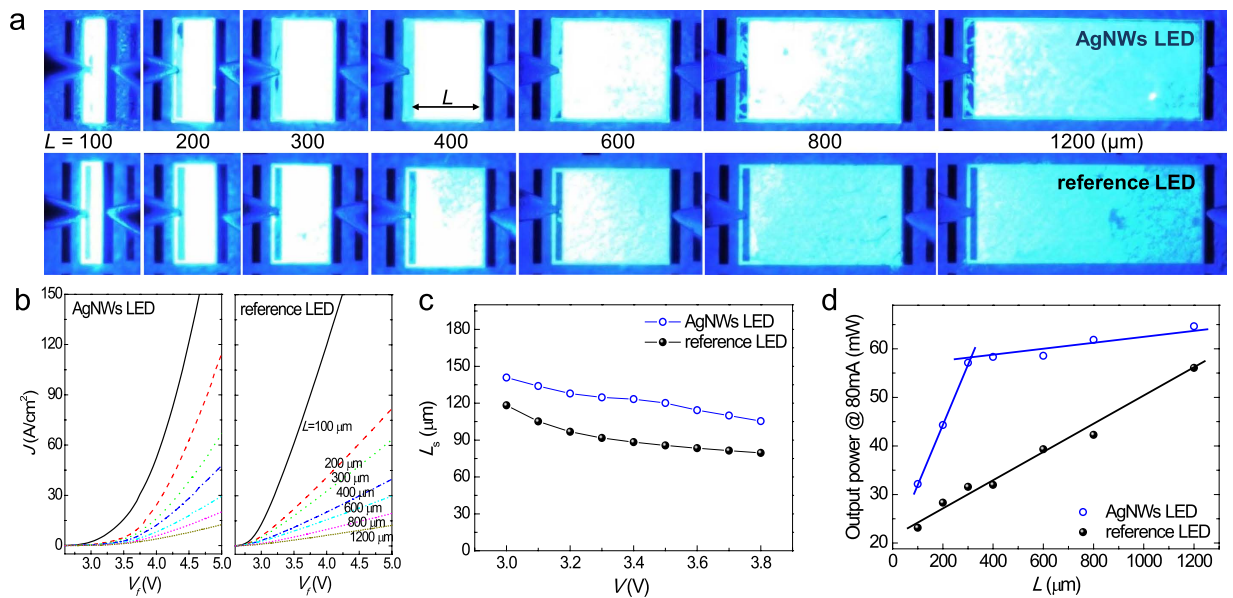 a
AgNWs LED
L
L = 100 200 300 400 600 800 1200 (μm)
reference LED
b
AgNWs LED
reference LED
J (A/cm²)
150
120
90
60
30
0
L=100 μm
200 μm
300 μm
400 μm
600 μm
800 μm
1200 μm
3.0 3.5 4.0 4.5 5.0
3.0 3.5 4.0 4.5 5.0
Vf (V)
Vf (V)
c
AgNWs LED
reference LED
Ls (μm)
180
150
120
90
60
30
0
3.0 3.2 3.4 3.6 3.8
V (V)
d
Output power @ 80mA (mW)
60
50
40
30
20
AgNWs LED
reference LED
0 200 400 600 800 1000 1200
L (μm)